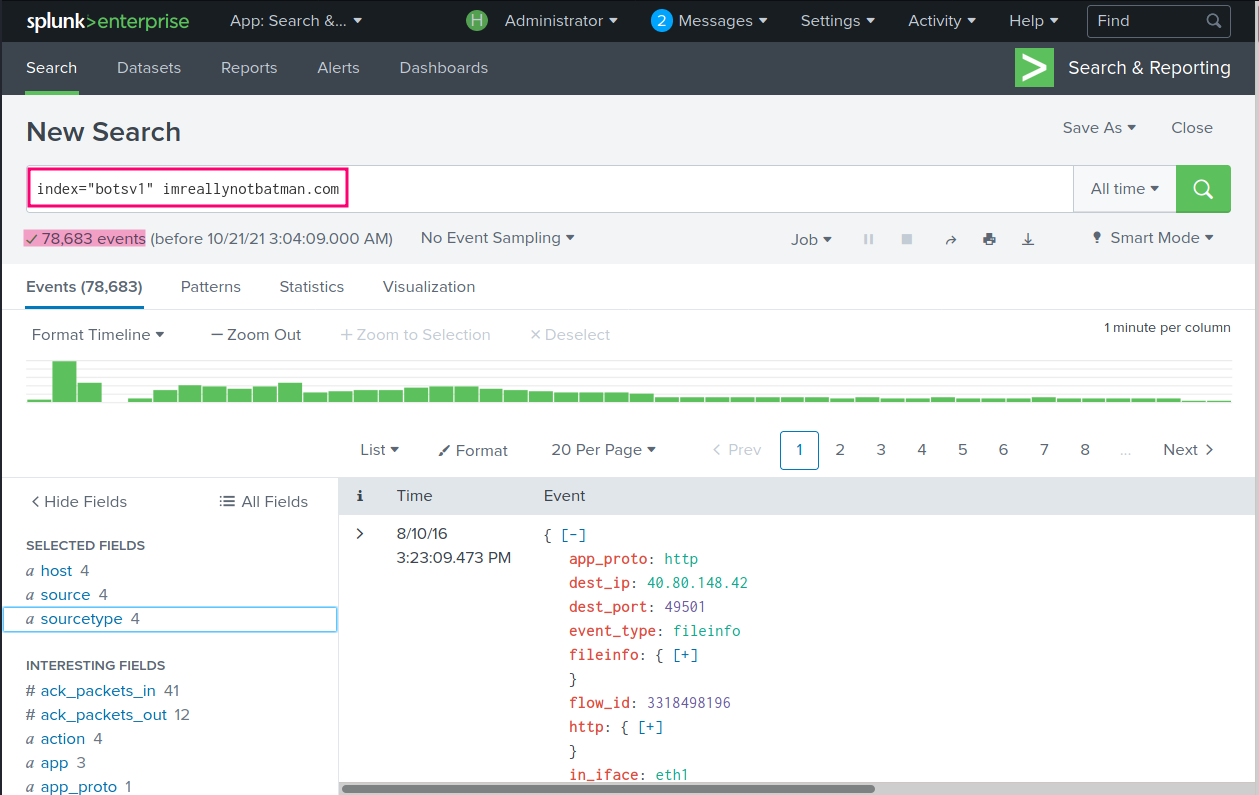 splunk>enterprise App: Search &... H Administrator 2 Messages Settings Activity Help Find
Search Datasets Reports Alerts Dashboards > Search & Reporting
New Search Save As Close
index="botsv1" imreallynotbatman.com All time
✓ 78,683 events (before 10/21/21 3:04:09.000 AM) No Event Sampling Job Smart Mode
Events (78,683) Patterns Statistics Visualization
Format Timeline — Zoom Out + Zoom to Selection × Deselect 1 minute per column
List Format 20 Per Page < Prev 1 2 3 4 5 6 7 8 ... Next >
< Hide Fields All Fields
SELECTED FIELDS
a host 4
a source 4
a sourcetype 4
INTERESTING FIELDS
# ack_packets_in 41
# ack_packets_out 12
a action 4
a app 3
a app_proto 1
i Time Event
> 8/10/16 3:23:09.473 PM
{ [-]
app_proto: http
dest_ip: 40.80.148.42
dest_port: 49501
event_type: fileinfo
fileinfo: { [+]
}
flow_id: 3318498196
http: { [+]
}
in_iface: eth1